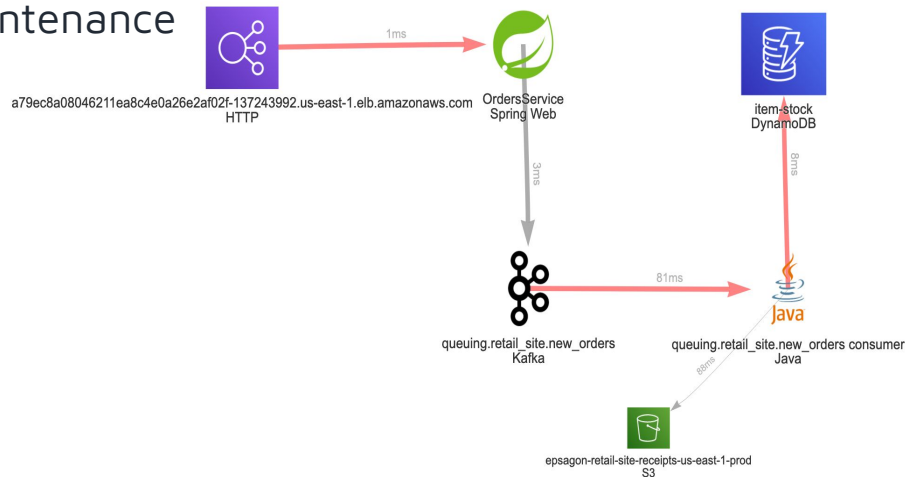 ntenance
1ms
a79ec8a08046211ea8c4e0a26e2af02f-137243992.us-east-1.elb.amazonaws.com
HTTP
OrdersService
Spring Web
item-stock
DynamoDB
3ms
8ms
81ms
Java
queuing.retail_site.new_orders
Kafka
queuing.retail_site.new_orders consumer
Java
88ms
epsagon-retail-site-receipts-us-east-1-prod
S3